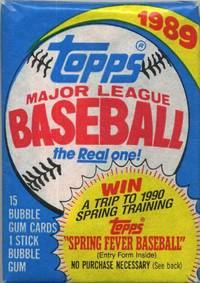 1989
Topps®
MAJOR LEAGUE
BASEBALL
the Real one!
15
BUBBLE
GUM CARDS
1 STICK
BUBBLE
GUM
WIN
A TRIP TO 1990
SPRING TRAINING
Topps
"SPRING FEVER BASEBALL"
(Entry Form Inside)
NO PURCHASE NECESSARY (See back)